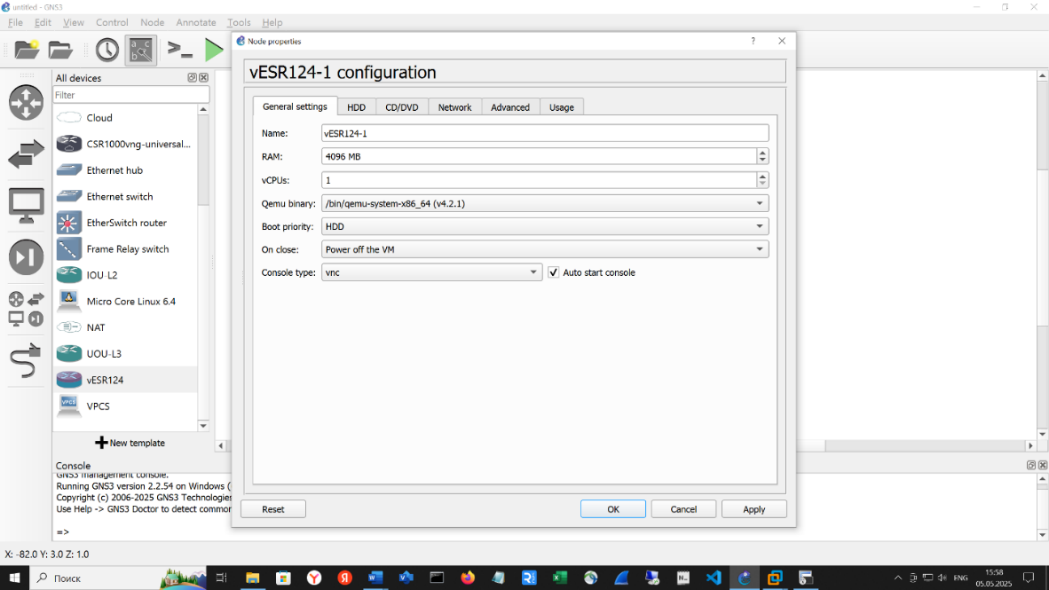 untitled - GNS3
File Edit View Control Node Annotate Tools Help
Node properties
All devices
Filter
Cloud
CSR1000vng-universal...
Ethernet hub
Ethernet switch
EtherSwitch router
Frame Relay switch
IOU-L2
Micro Core Linux 6.4
NAT
UOU-L3
vESR124
VPCS
New template
vESR124-1 configuration
General settings HDD CD/DVD Network Advanced Usage
Name: vESR124-1
RAM: 4096 MB
vCPUs: 1
Qemu binary: /bin/qemu-system-x86_64 (v4.2.1)
Boot priority: HDD
On close: Power off the VM
Console type: vnc Auto start console
Reset OK Cancel Apply
Console
GNS3 management console.
Running GNS3 version 2.2.54 on Windows (
Copyright (c) 2006-2025 GNS3 Technologies
Use Help -> GNS3 Doctor to detect common
=>
X: -82.0 Y: 3.0 Z: 1.0
Поиск
ENG
15:58
05.05.2025